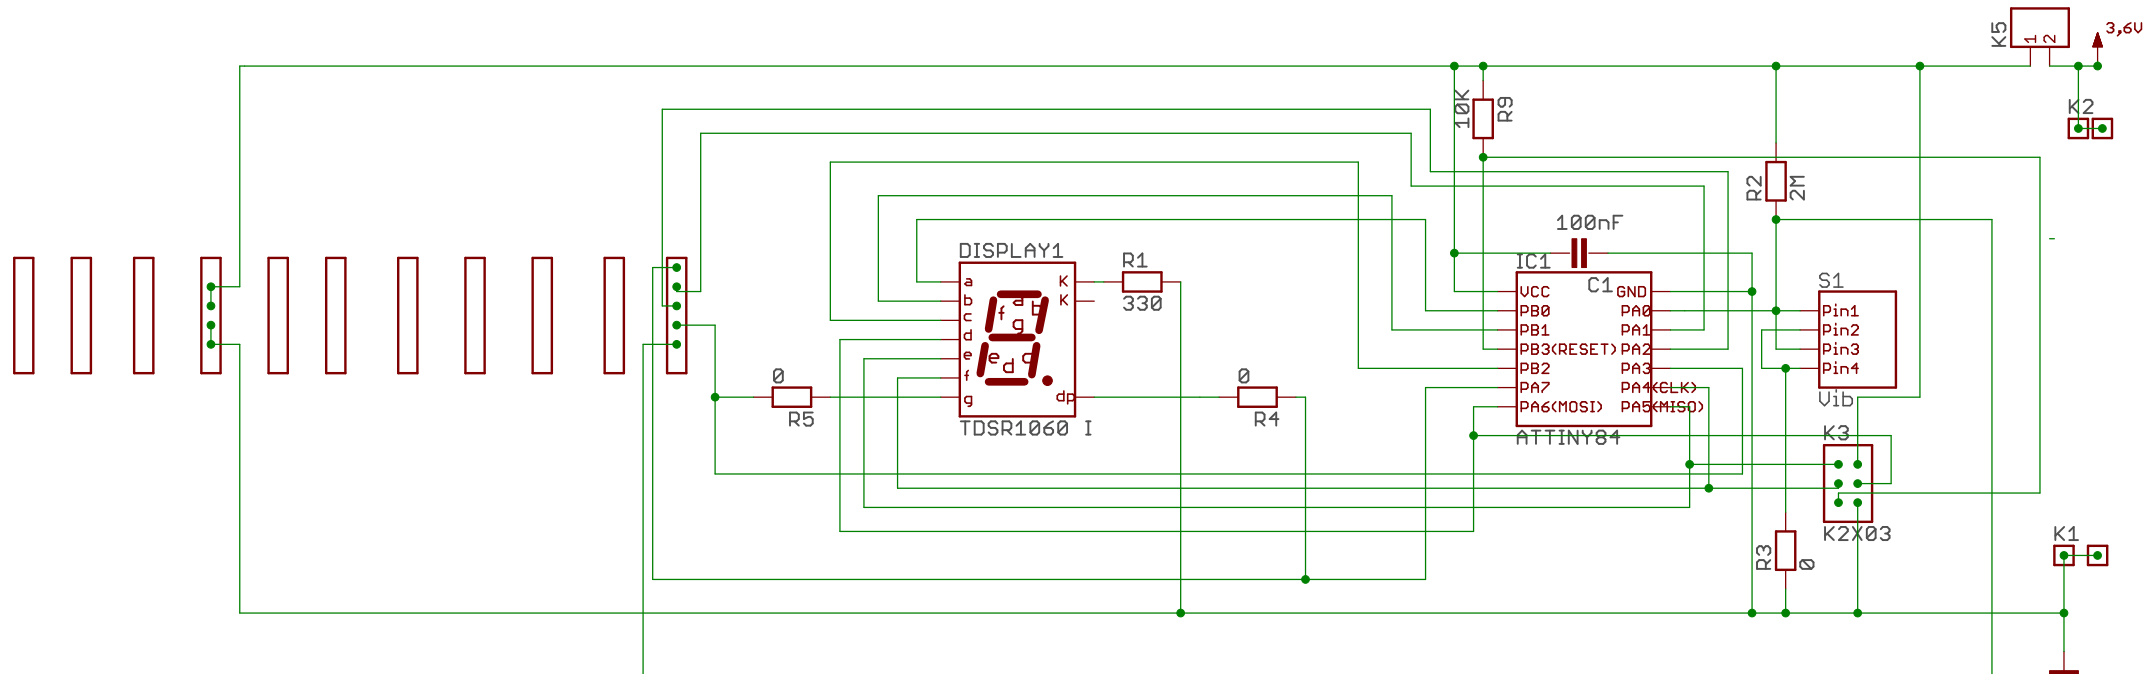 K5
1 2
3,6V
K2
10K
R9
R2
2M
100nF
C1
IC1
VCC
PB0
PB1
PB3(RESET)
PB2
PA7
PA6(MOSI)
GND
PA0
PA1
PA2
PA3
PA4(CLK)
PA5(MISO)
ATTINY84
S1
Pin1
Pin2
Pin3
Pin4
Vib
DISPLAY1
a
b
c
d
e
f
g
K
K
dp
a
f b
g
e d c
TDSR1060 I
R1
330
0
R5
0
R4
K3
K2X03
R3
0
K1